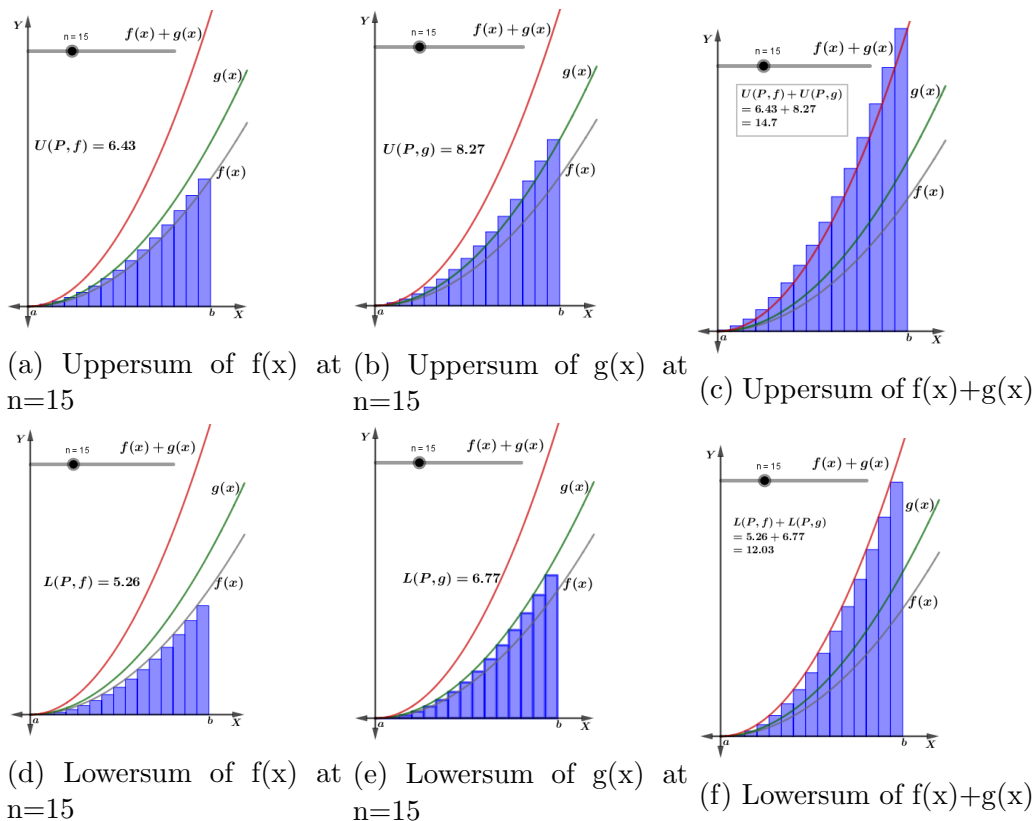 Y
n = 15
f(x) + g(x)
g(x)
U(P, f) = 6.43
f(x)
a
b
X
(a) Uppersum of f(x) at
n=15
Y
n = 15
f(x) + g(x)
g(x)
U(P, g) = 8.27
f(x)
a
b
X
(b) Uppersum of g(x) at
n=15
Y
n = 15
f(x) + g(x)
U(P, f) + U(P, g)
= 6.43 + 8.27
= 14.7
g(x)
f(x)
a
b
X
(c) Uppersum of f(x)+g(x)
Y
n = 15
f(x) + g(x)
g(x)
L(P, f) = 5.26
f(x)
a
b
X
(d) Lowersum of f(x) at
n=15
Y
n = 15
f(x) + g(x)
g(x)
L(P, g) = 6.77
f(x)
a
b
X
(e) Lowersum of g(x) at
n=15
Y
n = 15
f(x) + g(x)
g(x)
L(P, f) + L(P, g)
= 5.26 + 6.77
= 12.03
f(x)
a
b
X
(f) Lowersum of f(x)+g(x)